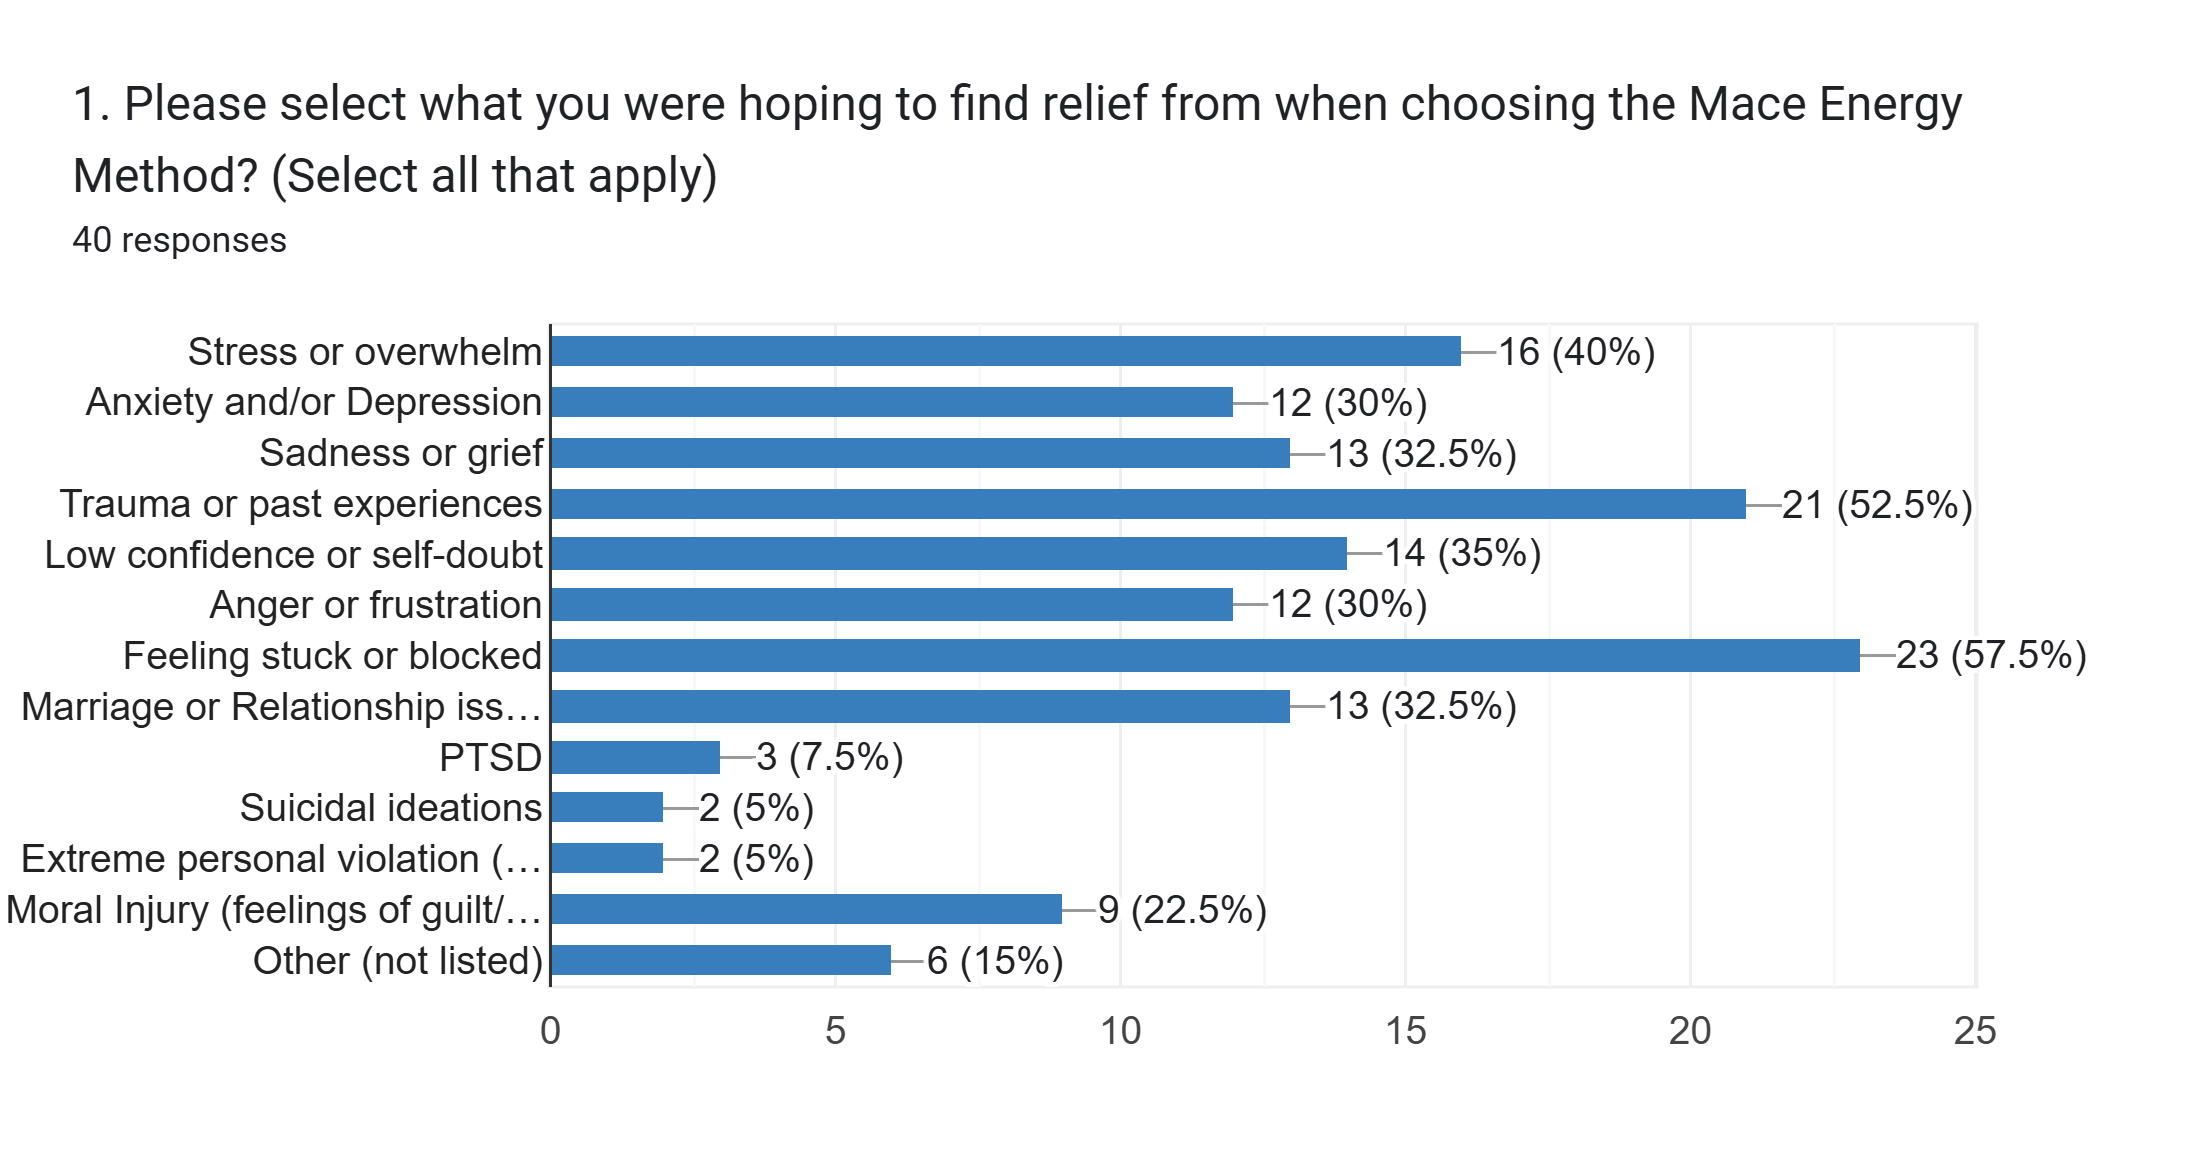 1. Please select what you were hoping to find relief from when choosing the Mace Energy
Method? (Select all that apply)
40 responses
Stress or overwhelm 16 (40%)
Anxiety and/or Depression 12 (30%)
Sadness or grief 13 (32.5%)
Trauma or past experiences 21 (52.5%)
Low confidence or self-doubt 14 (35%)
Anger or frustration 12 (30%)
Feeling stuck or blocked 23 (57.5%)
Marriage or Relationship iss… 13 (32.5%)
PTSD 3 (7.5%)
Suicidal ideations 2 (5%)
Extreme personal violation (… 2 (5%)
Moral Injury (feelings of guilt/… 9 (22.5%)
Other (not listed) 6 (15%)
0 5 10 15 20 25